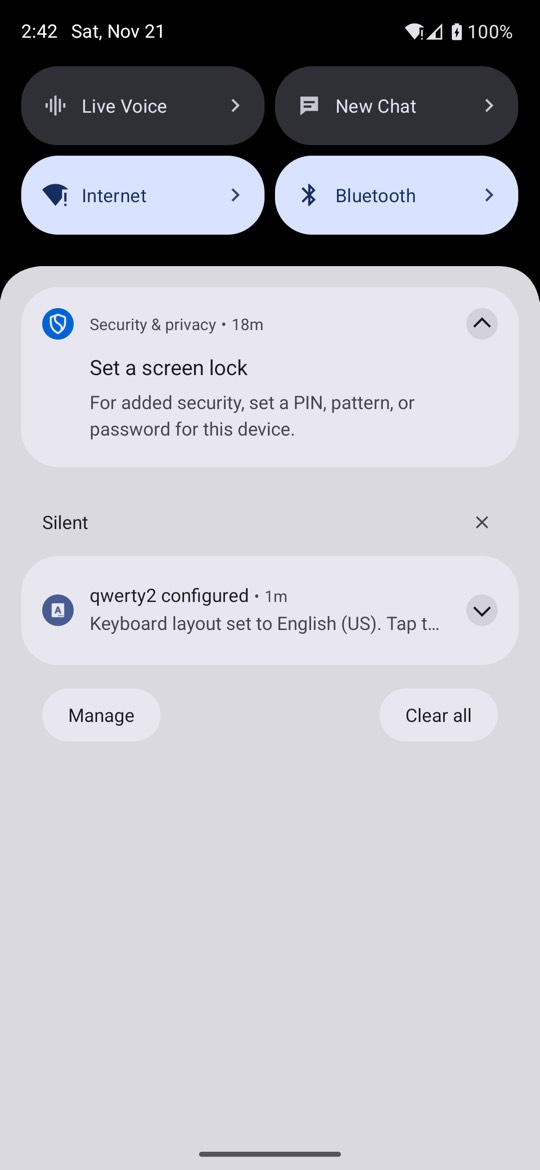 2:42 Sat, Nov 21 100%
Live Voice
New Chat
Internet
Bluetooth
Security & privacy • 18m
Set a screen lock
For added security, set a PIN, pattern, or
password for this device.
Silent
qwerty2 configured • 1m
Keyboard layout set to English (US). Tap t…
Manage
Clear all